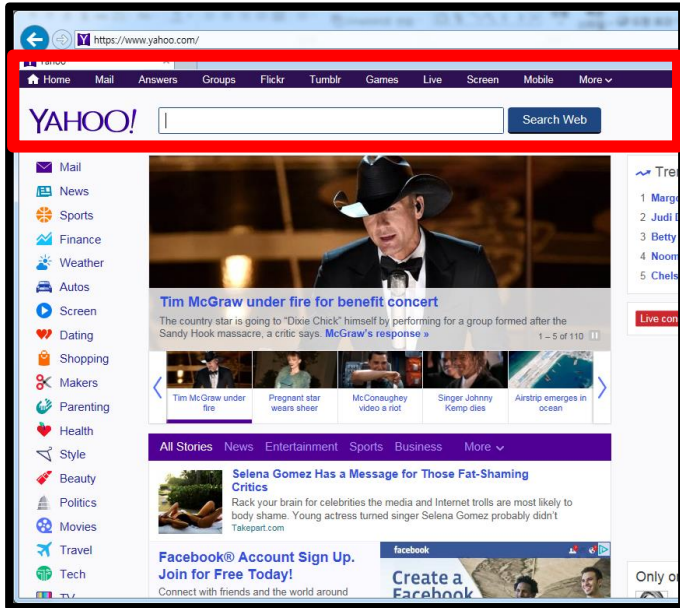 https://www.yahoo.com/
Yahoo
Home Mail Answers Groups Flickr Tumblr Games Live Screen Mobile More
YAHOO!
Search Web
Mail
News
Sports
Finance
Weather
Autos
Screen
Dating
Shopping
Makers
Parenting
Health
Style
Beauty
Politics
Movies
Travel
Tech
TV
Tim McGraw under fire for benefit concert
The country star is going to "Dixie Chick" himself by performing for a group formed after the
Sandy Hook massacre, a critic says. McGraw's response »
1 – 5 of 110
Tim McGraw under
fire
Pregnant star
wears sheer
McConaughey
video a riot
Singer Johnny
Kemp dies
Airstrip emerges in
ocean
All Stories News Entertainment Sports Business More
Selena Gomez Has a Message for Those Fat-Shaming
Critics
Rack your brain for celebrities the media and Internet trolls are most likely to
body shame. Young actress turned singer Selena Gomez probably didn't
Takepart.com
Facebook® Account Sign Up.
Join for Free Today!
Connect with friends and the world around
facebook
Create a
Facebook
Tre
1 Margo
2 Judi D
3 Betty
4 Noom
5 Chels
Live con
Only o